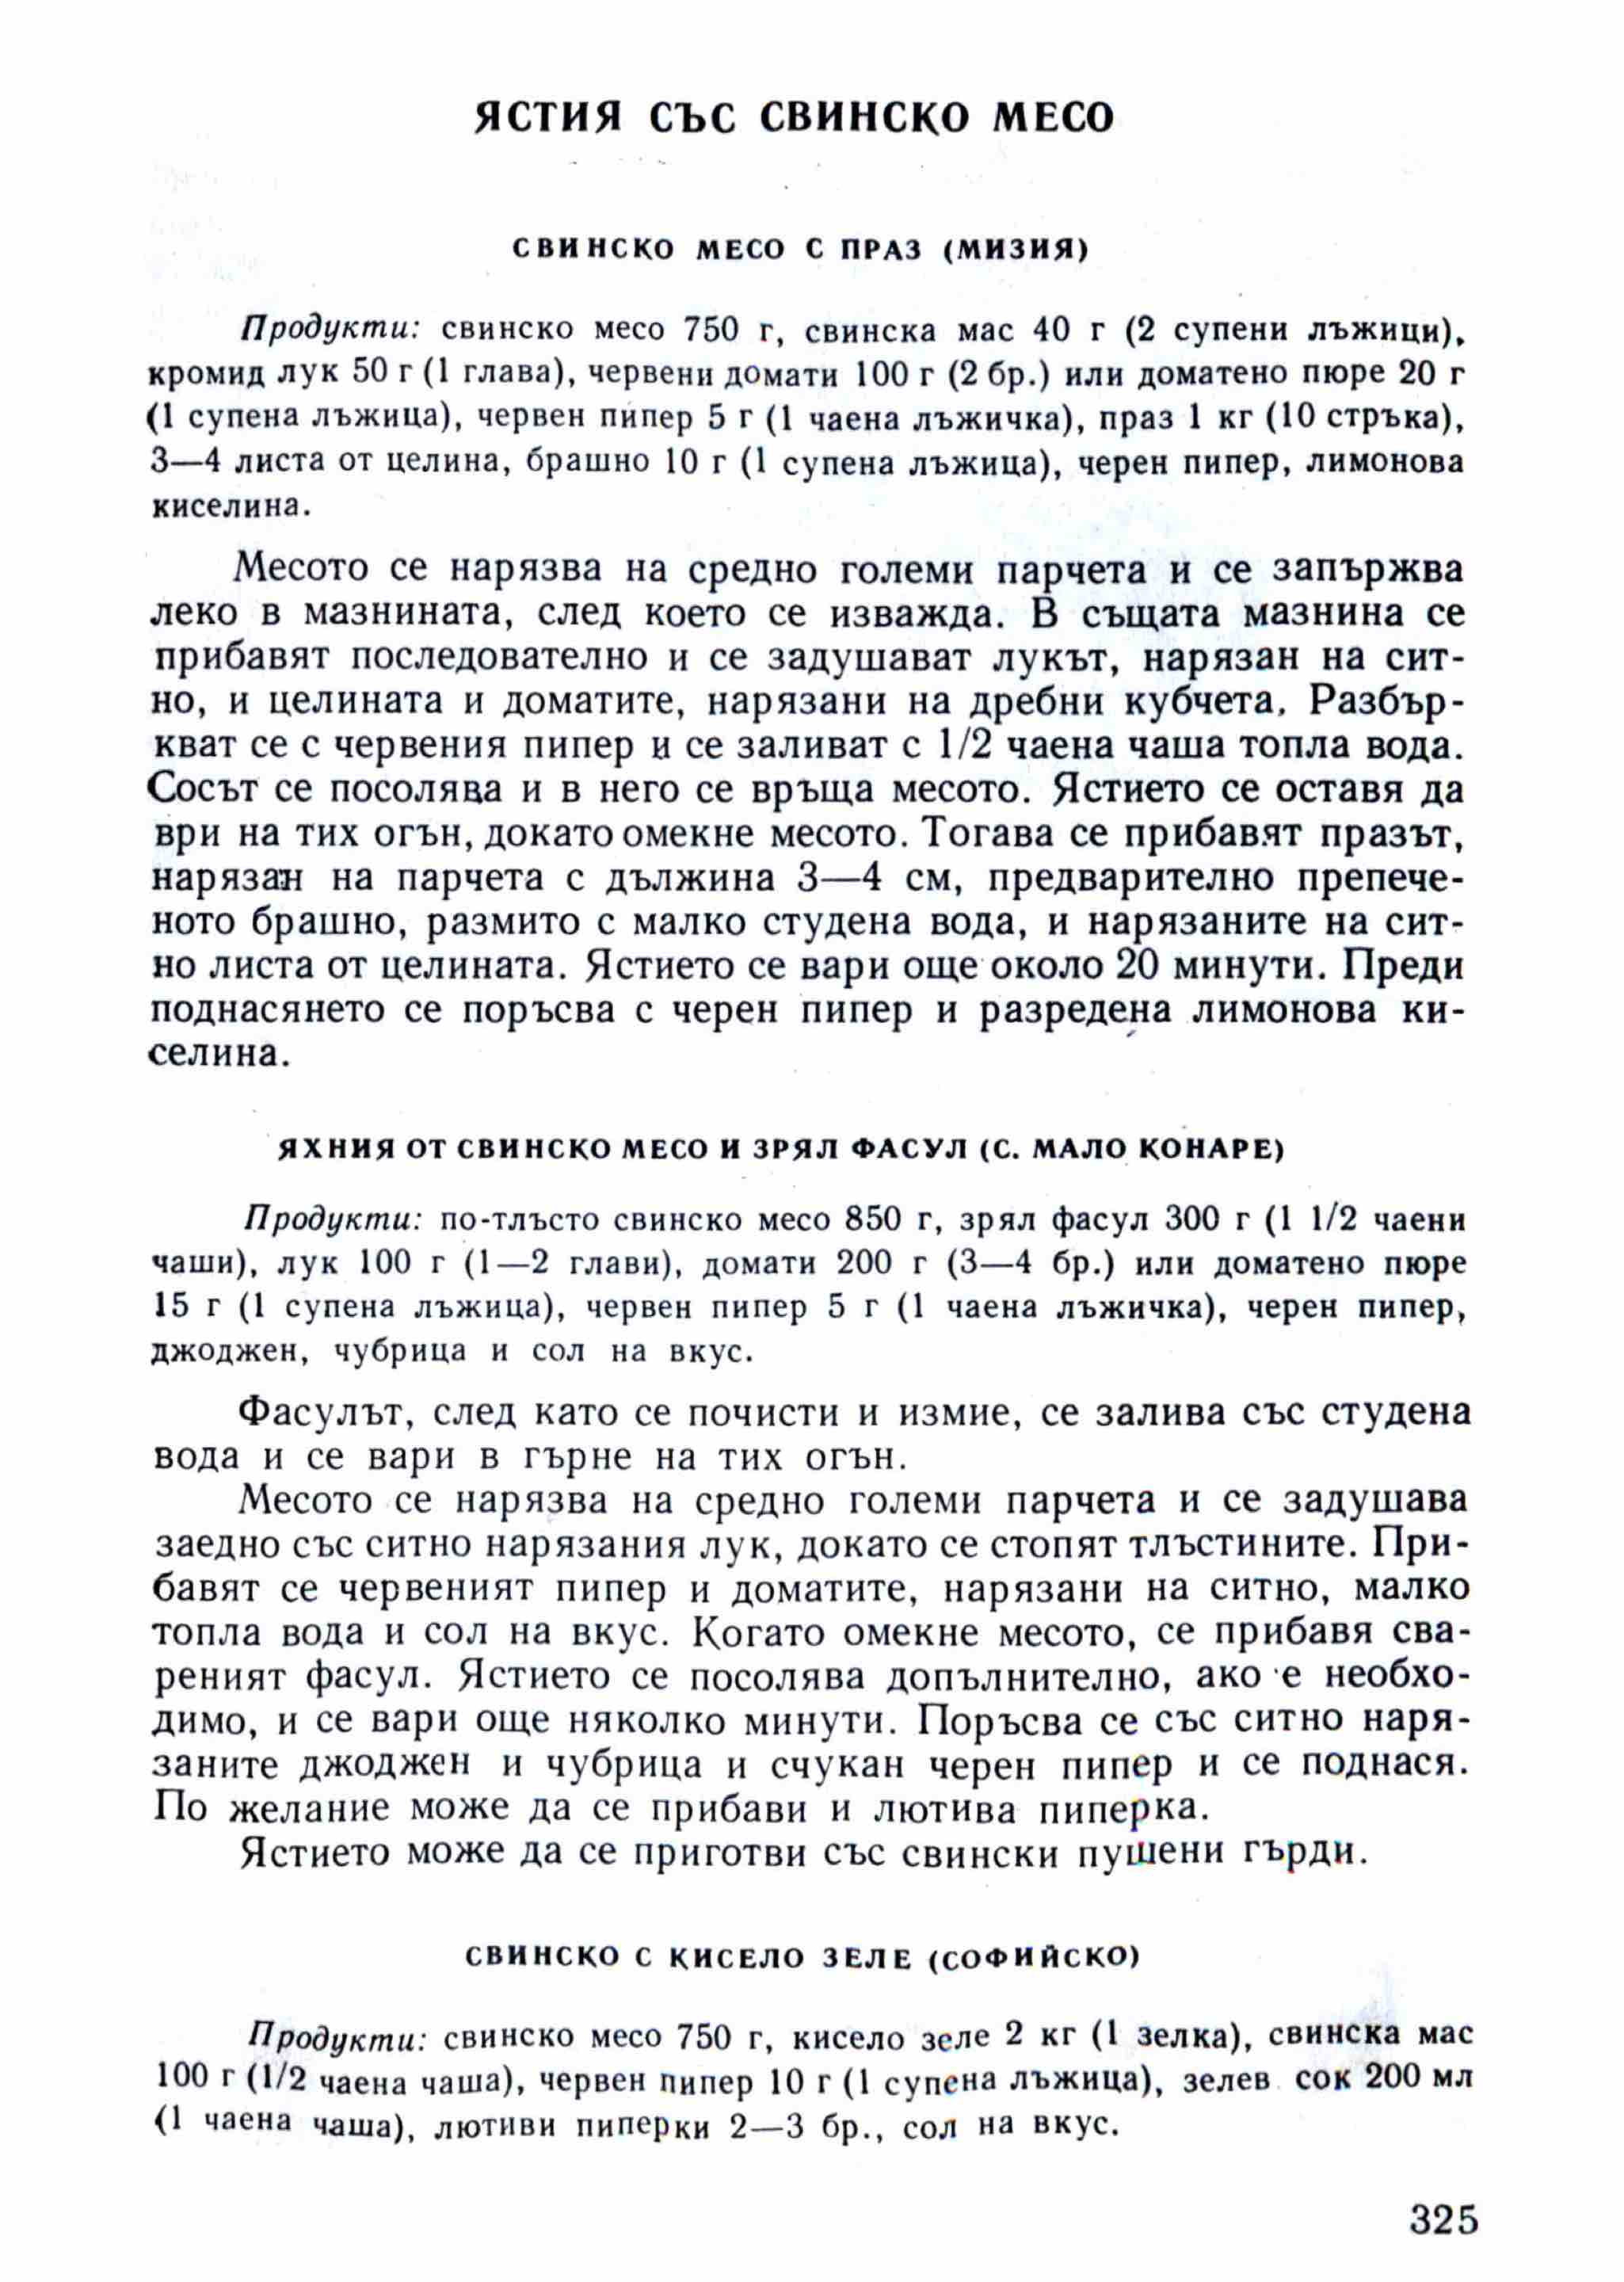 ЯСТИЯ СЪС СВИНСКО МЕСО
СВИНСКО МЕСО С ПРАЗ (МИЗИЯ)
Продукти: свинско месо 750 г, свинска мас 40 г (2 супени лъжици),
кромид лук 50 г (1 глава), червени домати 100 г (2 бр.) или доматено пюре 20 г
(1 супена лъжица), червен пипер 5 г (1 чаена лъжичка), праз 1 кг (10 стръка),
3—4 листа от целина, брашно 10 г (1 супена лъжица), черен пипер, лимонова
киселина.
Месото се нарязва на средно големи парчета и се запържва
леко в мазнината, след което се изважда. В същата мазнина се
прибавят последователно и се задушават лукът, нарязан на сит-
но, и целината и доматите, нарязани на дребни кубчета. Разбър-
кват се с червения пипер и се заливат с 1/2 чаена чаша топла вода.
Сосът се посолява и в него се връща месото. Ястието се оставя да
ври на тих огън, докато омекне месото. Тогава се прибавят празът,
нарязан на парчета с дължина 3—4 см, предварително препече-
ното брашно, размито с малко студена вода, и нарязаните на сит-
но листа от целината. Ястието се вари още около 20 минути. Преди
поднасянето се поръсва с черен пипер и разредена лимонова ки-
селина.
ЯХНИЯ ОТ СВИНСКО МЕСО И ЗРЯЛ ФАСУЛ (С. МАЛО КОНАРЕ)
Продукти: по-тлъсто свинско месо 850 г, зрял фасул 300 г (1 1/2 чаени
чаши), лук 100 г (1—2 глави), домати 200 г (3—4 бр.) или доматено пюре
15 г (1 супена лъжица), червен пипер 5 г (1 чаена лъжичка), черен пипер,
джоджен, чубрица и сол на вкус.
Фасулът, след като се почисти и измие, се залива със студена
вода и се вари в гърне на тих огън.
Месото се нарязва на средно големи парчета и се задушава
заедно със ситно нарязания лук, докато се стопят тлъстините. При-
бавят се червеният пипер и доматите, нарязани на ситно, малко
топла вода и сол на вкус. Когато омекне месото, се прибавя сва-
реният фасул. Ястието се посолява допълнително, ако е необхо-
димо, и се вари още няколко минути. Поръсва се със ситно наря-
заните джоджен и чубрица и счукан черен пипер и се поднася.
По желание може да се прибави и лютива пиперка.
Ястието може да се приготви със свински пушени гърди.
СВИНСКО С КИСЕЛО ЗЕЛЕ (СОФИЙСКО)
Продукти: свинско месо 750 г, кисело зеле 2 кг (1 зелка), свинска мас
100 г (1/2 чаена чаша), червен пипер 10 г (1 супена лъжица), зелев сок 200 мл
(1 чаена чаша), лютиви пиперки 2—3 бр., сол на вкус.
325